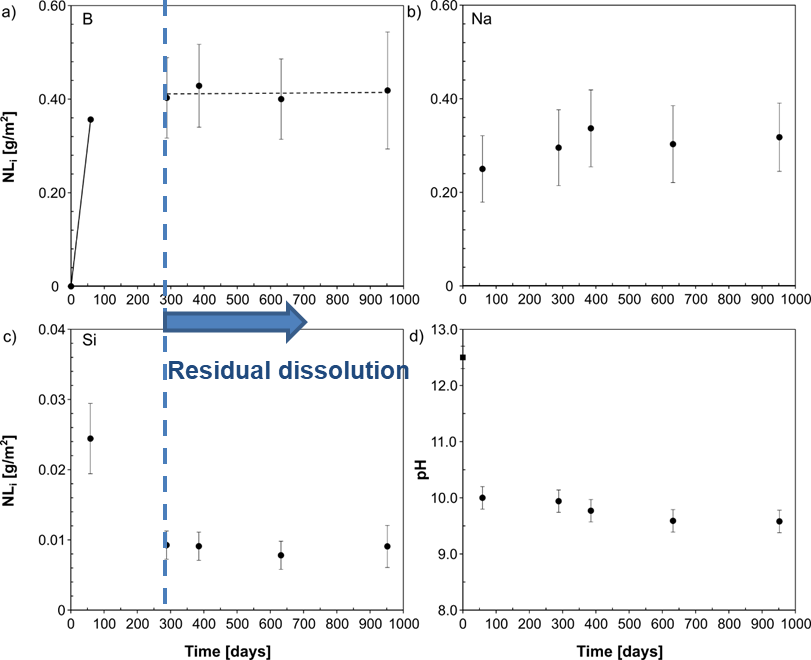 a)
B
0.60
0.40
0.20
0
NLi [g/m2]
0 100 200 300 400 500 600 700 800 900 1000
b)
Na
0.60
0.40
0.20
0
0 100 200 300 400 500 600 700 800 900 1000
c)
Si
0.04
0.03
0.02
0.01
0
NLi [g/m2]
Residual dissolution
0 100 200 300 400 500 600 700 800 900 1000
Time [days]
d)
13.0
12.0
11.0
10.0
9.0
8.0
pH
0 100 200 300 400 500 600 700 800 900 1000
Time [days]